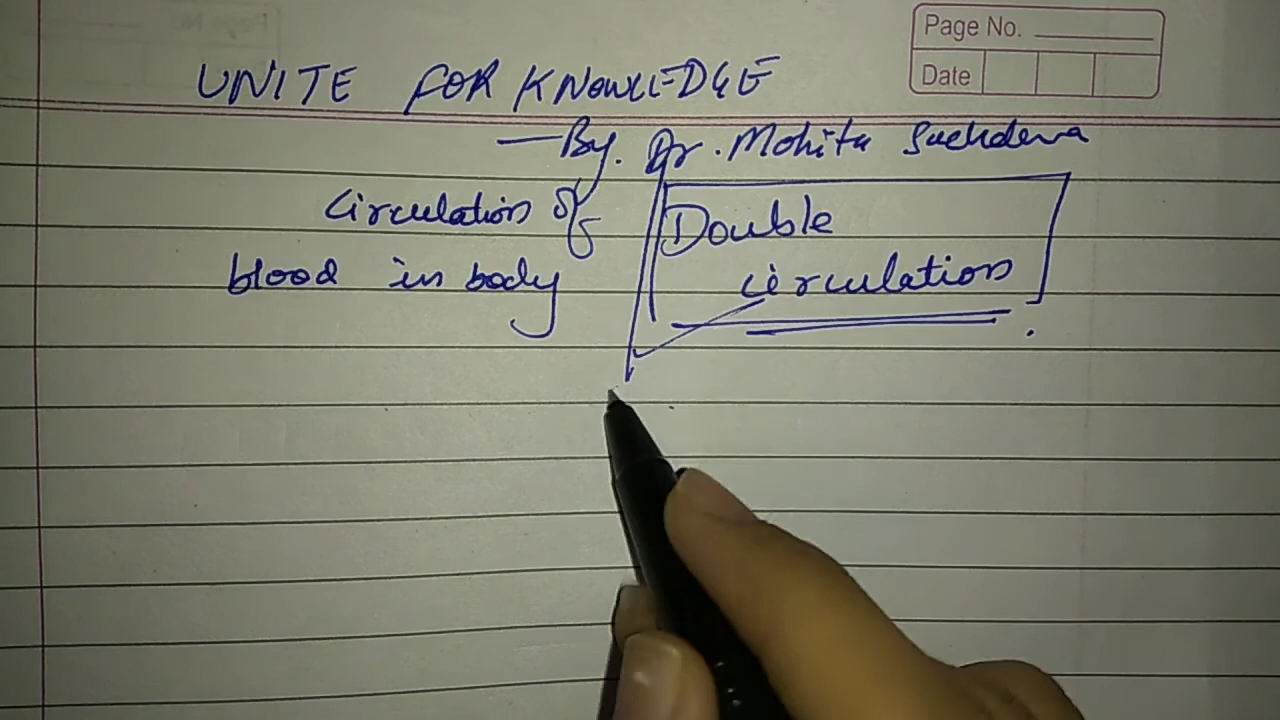 Page No.
Date
UNITE FOR KNOWLEDGE
—By. Dr. Mohita Sachdeva
Circulation of
blood in body
Double
circulation